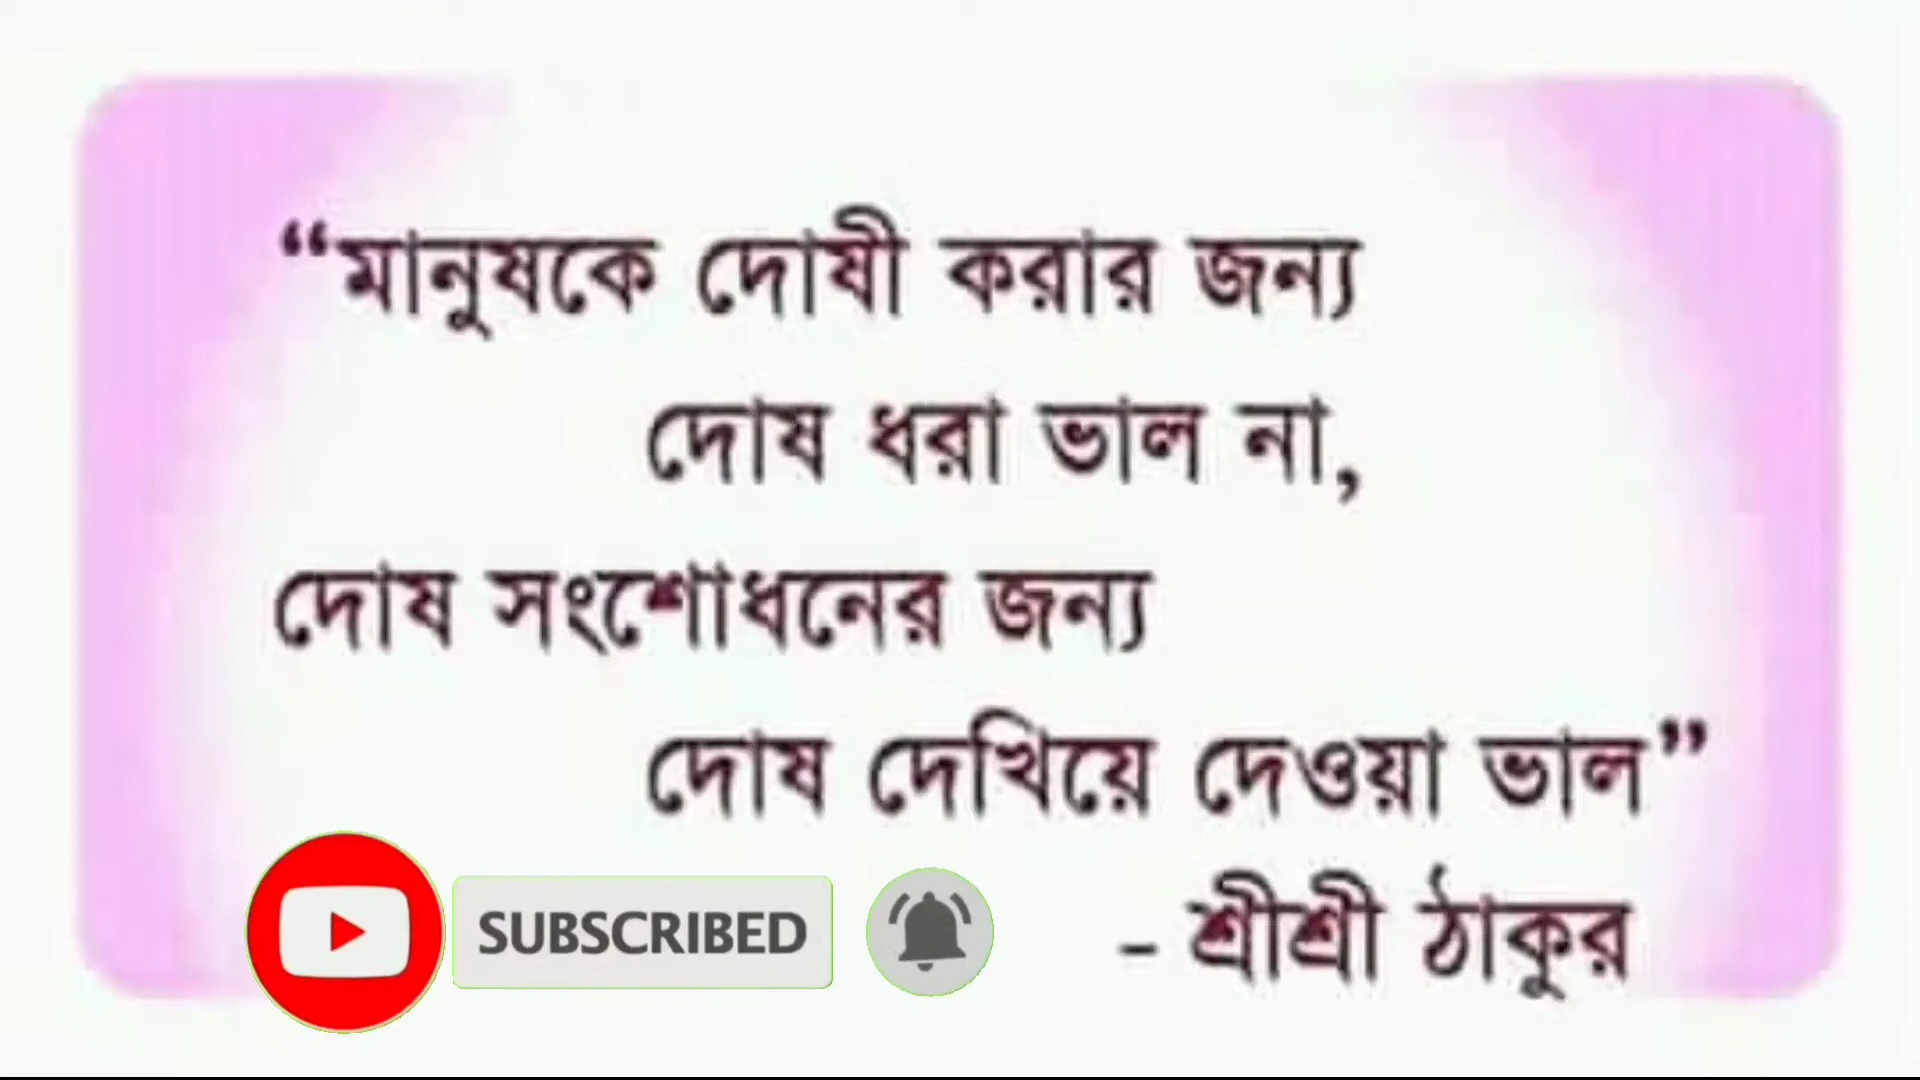 “মানুষকে দোষী করার জন্য
দোষ ধরা ভাল না,
দোষ সংশোধনের জন্য
দোষ দেখিয়ে দেওয়া ভাল”
- শ্রীশ্রী ঠাকুর
SUBSCRIBED